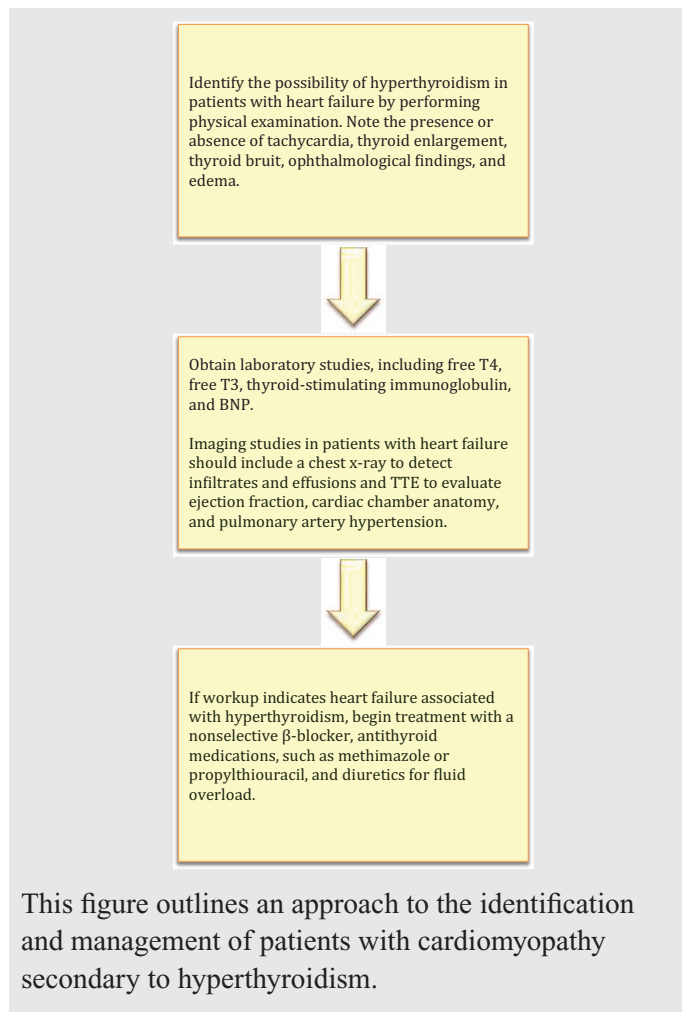 Identify the possibility of hyperthyroidism in
patients with heart failure by performing
physical examination. Note the presence or
absence of tachycardia, thyroid enlargement,
thyroid bruit, ophthalmological findings, and
edema.
Obtain laboratory studies, including free T4,
free T3, thyroid-stimulating immunoglobulin,
and BNP.
Imaging studies in patients with heart failure
should include a chest x-ray to detect
infiltrates and effusions and TTE to evaluate
ejection fraction, cardiac chamber anatomy,
and pulmonary artery hypertension.
If workup indicates heart failure associated
with hyperthyroidism, begin treatment with a
nonselective β-blocker, antithyroid
medications, such as methimazole or
propylthiouracil, and diuretics for fluid
overload.
This figure outlines an approach to the identification
and management of patients with cardiomyopathy
secondary to hyperthyroidism.